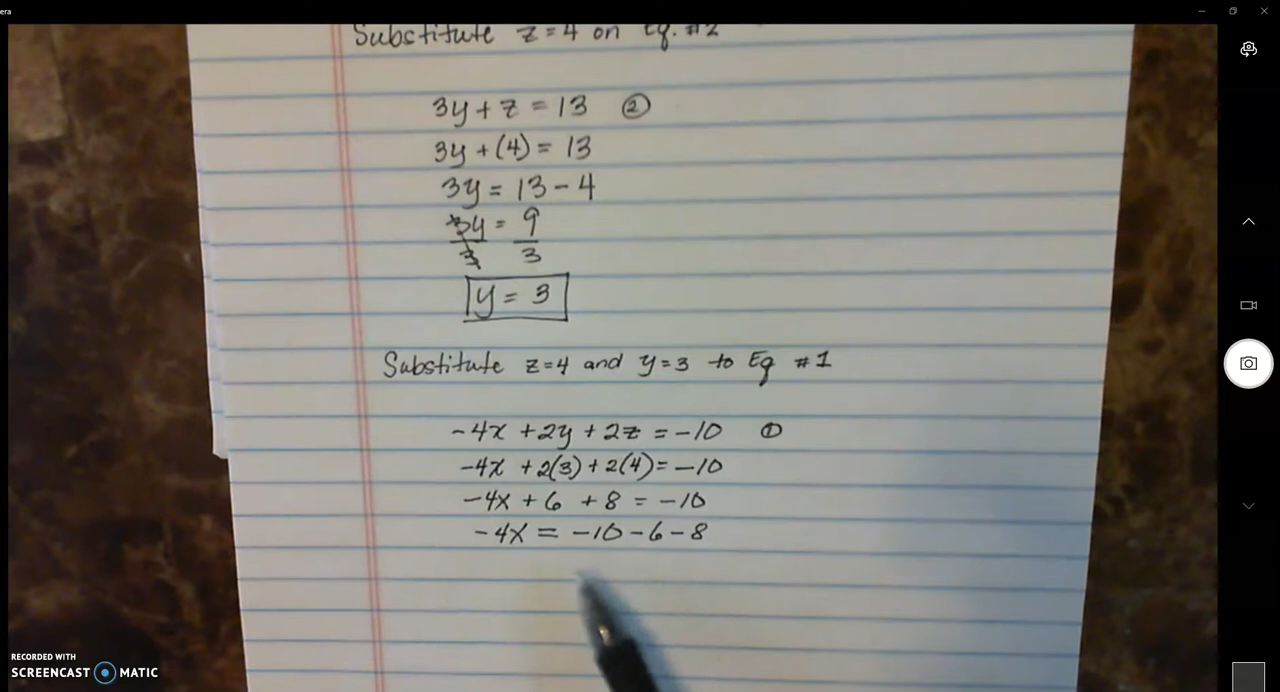 era
Substitute z=4 on Eq. #2
3y + z = 13 ②
3y + (4) = 13
3y = 13 - 4
3y = 9
3 3
y = 3
Substitute z=4 and y=3 to Eq #1
-4x +2y + 2z = -10 ①
-4x + 2(3) + 2(4) = -10
-4x + 6 + 8 = -10
-4x = -10 - 6 - 8
RECORDED WITH
SCREENCAST MATIC